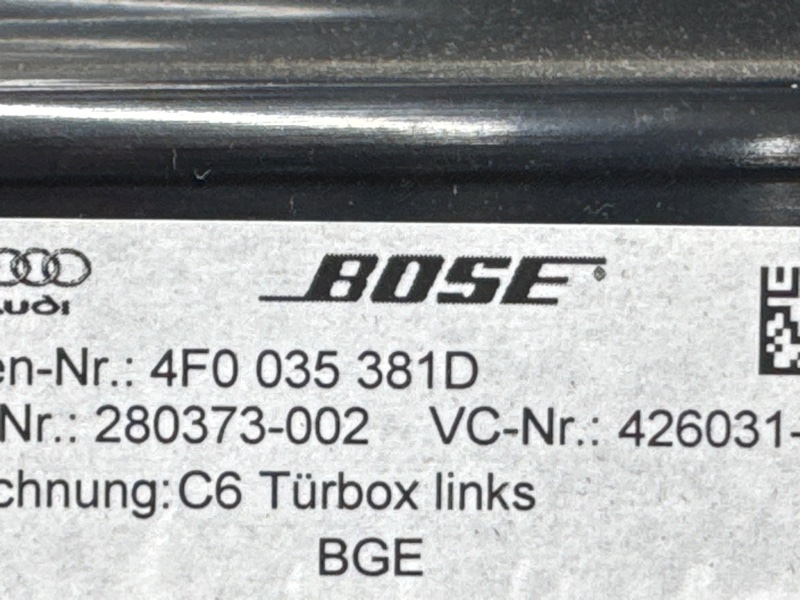 Audi BOSE
en-Nr.: 4F0 035 381D
Nr.: 280373-002 VC-Nr.: 426031-
chnung: C6 Türbox links
BGE